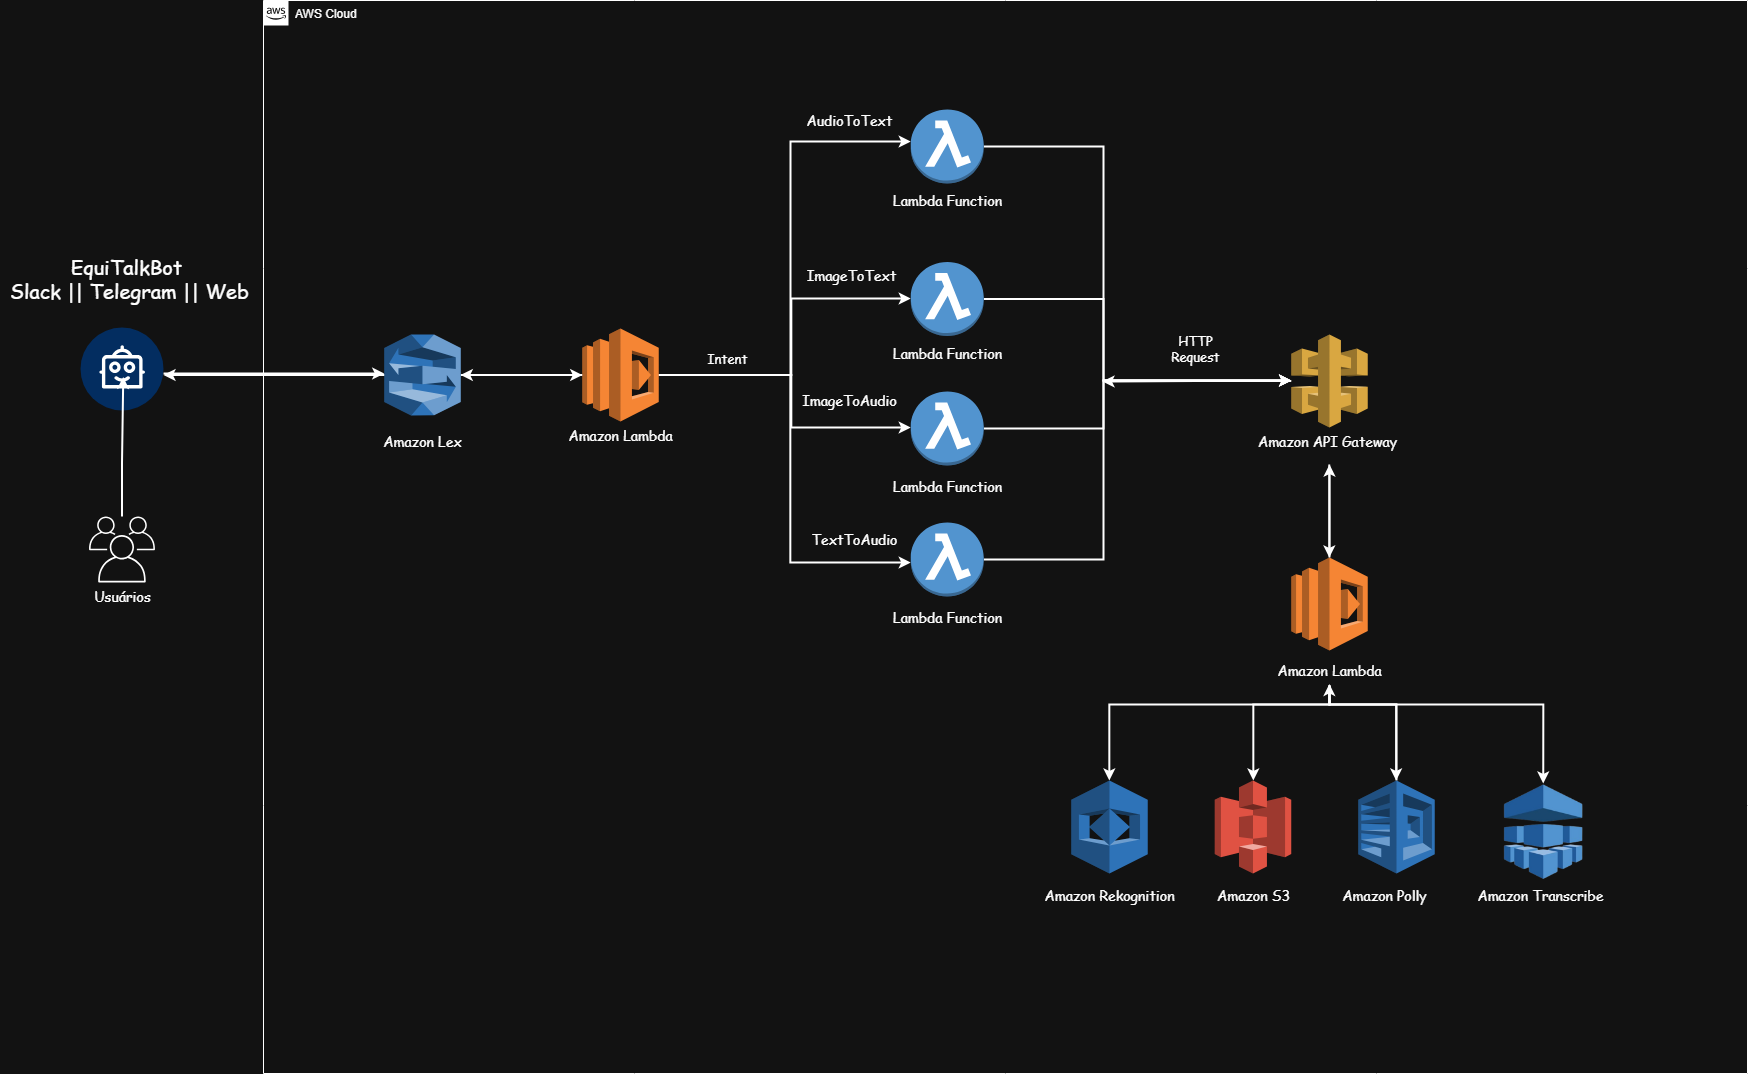 aws
AWS Cloud
EquiTalkBot
Slack || Telegram || Web
Usuários
Amazon Lex
Amazon Lambda
Intent
AudioToText
Lambda Function
ImageToText
Lambda Function
ImageToAudio
Lambda Function
TextToAudio
Lambda Function
HTTP
Request
Amazon API Gateway
Amazon Lambda
Amazon Rekognition
Amazon S3
Amazon Polly
Amazon Transcribe